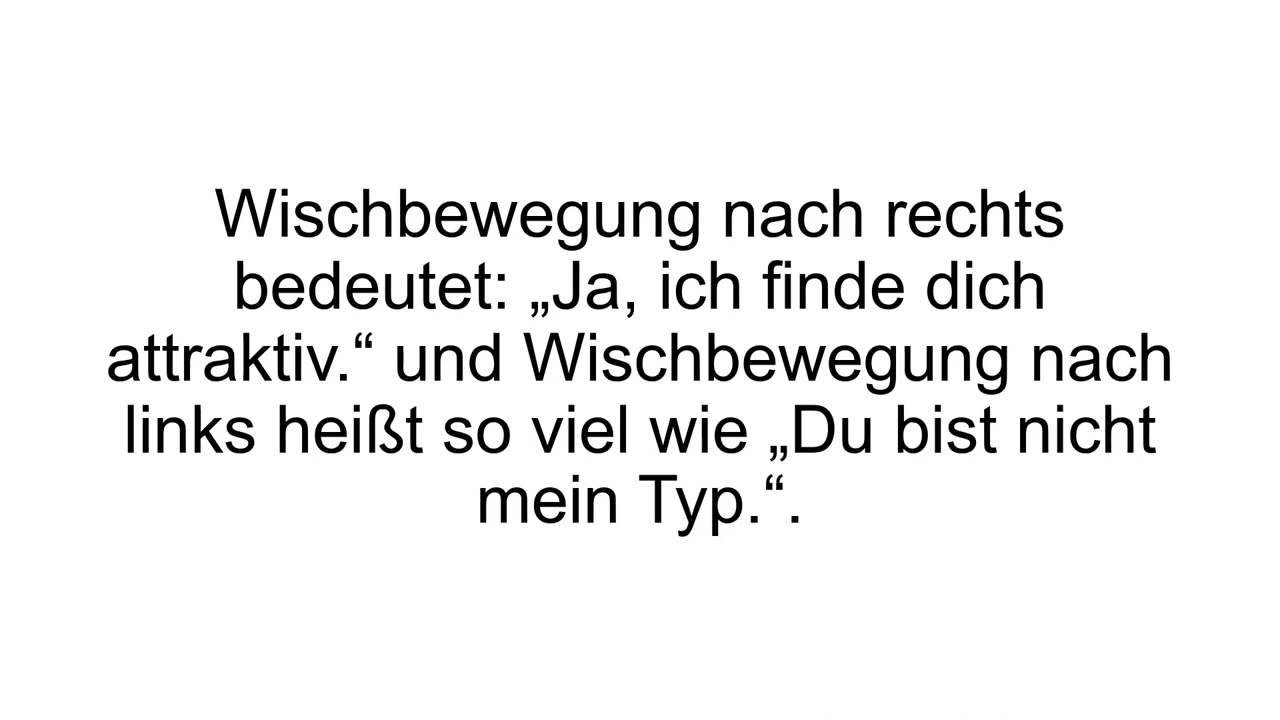 Wischbewegung nach rechts
bedeutet: „Ja, ich finde dich
attraktiv.“ und Wischbewegung nach
links heißt so viel wie „Du bist nicht
mein Typ.“.